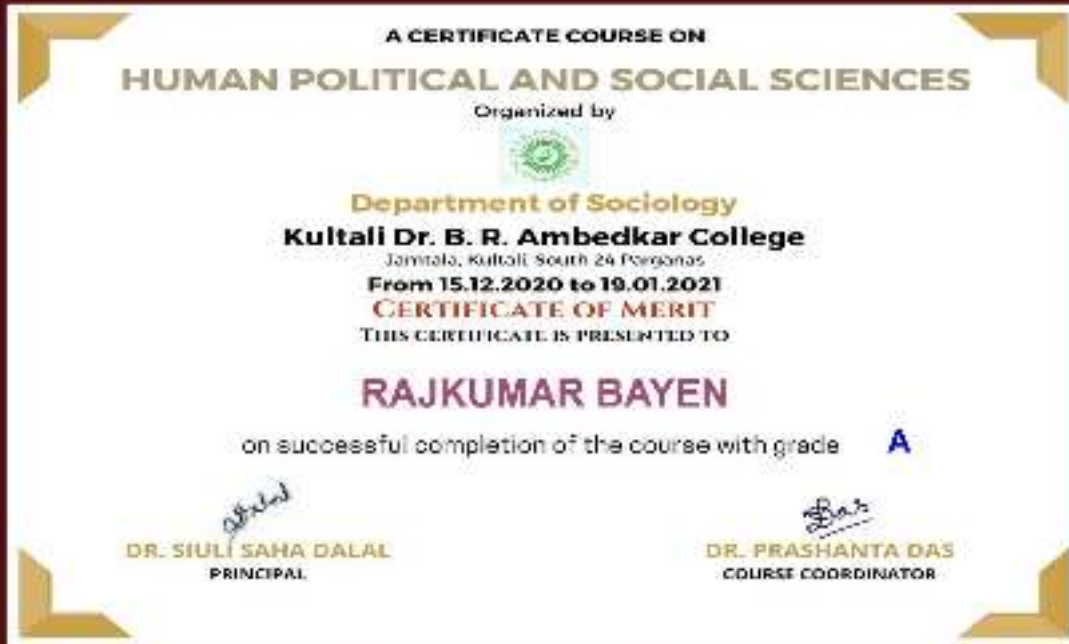 A CERTIFICATE COURSE ON
HUMAN POLITICAL AND SOCIAL SCIENCES
Organized by
Department of Sociology
Kultali Dr. B. R. Ambedkar College
Jamtala, Kultali, South 24 Parganas
From 15.12.2020 to 19.01.2021
CERTIFICATE OF MERIT
THIS CERTIFICATE IS PRESENTED TO
RAJKUMAR BAYEN
on successful completion of the course with grade A
DR. SIULI SAHA DALAL
PRINCIPAL
DR. PRASHANTA DAS
COURSE COORDINATOR